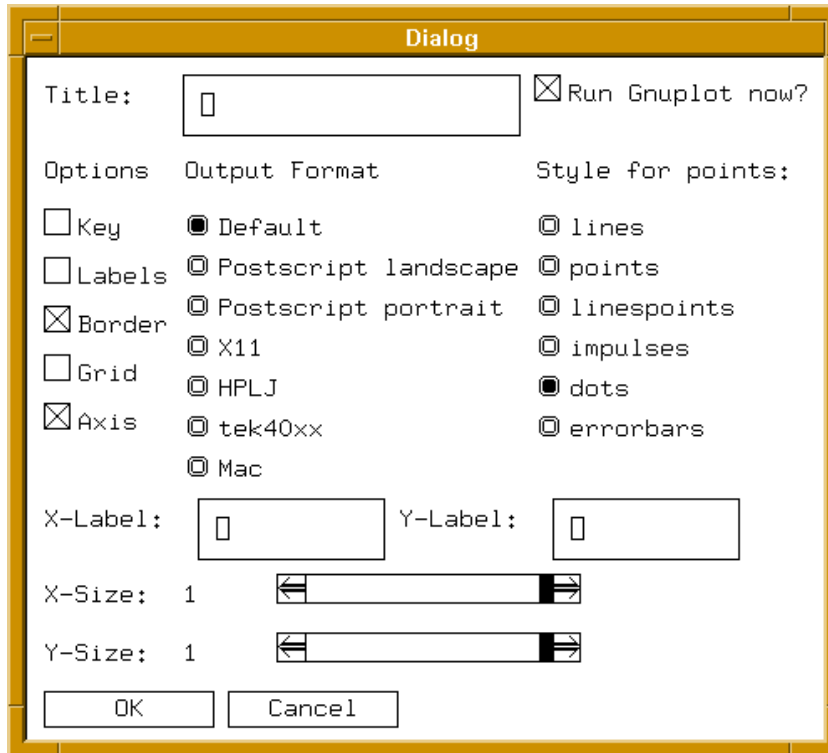 Dialog
Title: Run Gnuplot now?
Options Output Format Style for points:
Key Default lines
Labels Postscript landscape points
Border Postscript portrait linespoints
Grid X11 impulses
Axis HPLJ dots
tek40xx errorbars
Mac
X-Label: Y-Label:
X-Size: 1
Y-Size: 1
OK Cancel